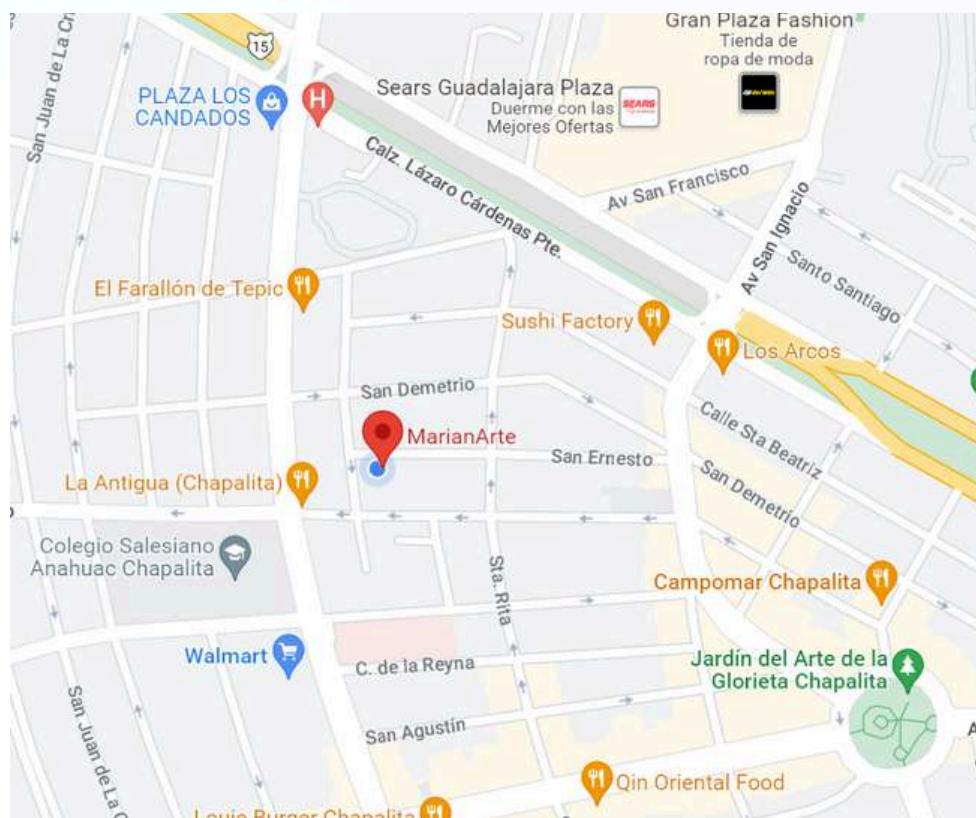 Gran Plaza Fashion
Tienda de
ropa de moda
15
San Juan de La Cru
PLAZA LOS
CANDADOS
H
Sears Guadalajara Plaza
Duerme con las
Mejores Ofertas
SEARS
Calz. Lázaro Cárdenas Pte.
Av San Francisco
Av San Ignacio
Santo Santiago
El Farallón de Tepic
Sushi Factory
Los Arcos
San Demetrio
Calle Sta Beatriz
MarianArte
San Ernesto
San Demetrio
La Antigua (Chapalita)
Colegio Salesiano
Anahuac Chapalita
Sta. Rita
Campomar Chapalita
Walmart
C. de la Reyna
Jardín del Arte de la
Glorieta Chapalita
San Juan de La C
San Agustín
A
Qin Oriental Food
Louie Burger Chapalita